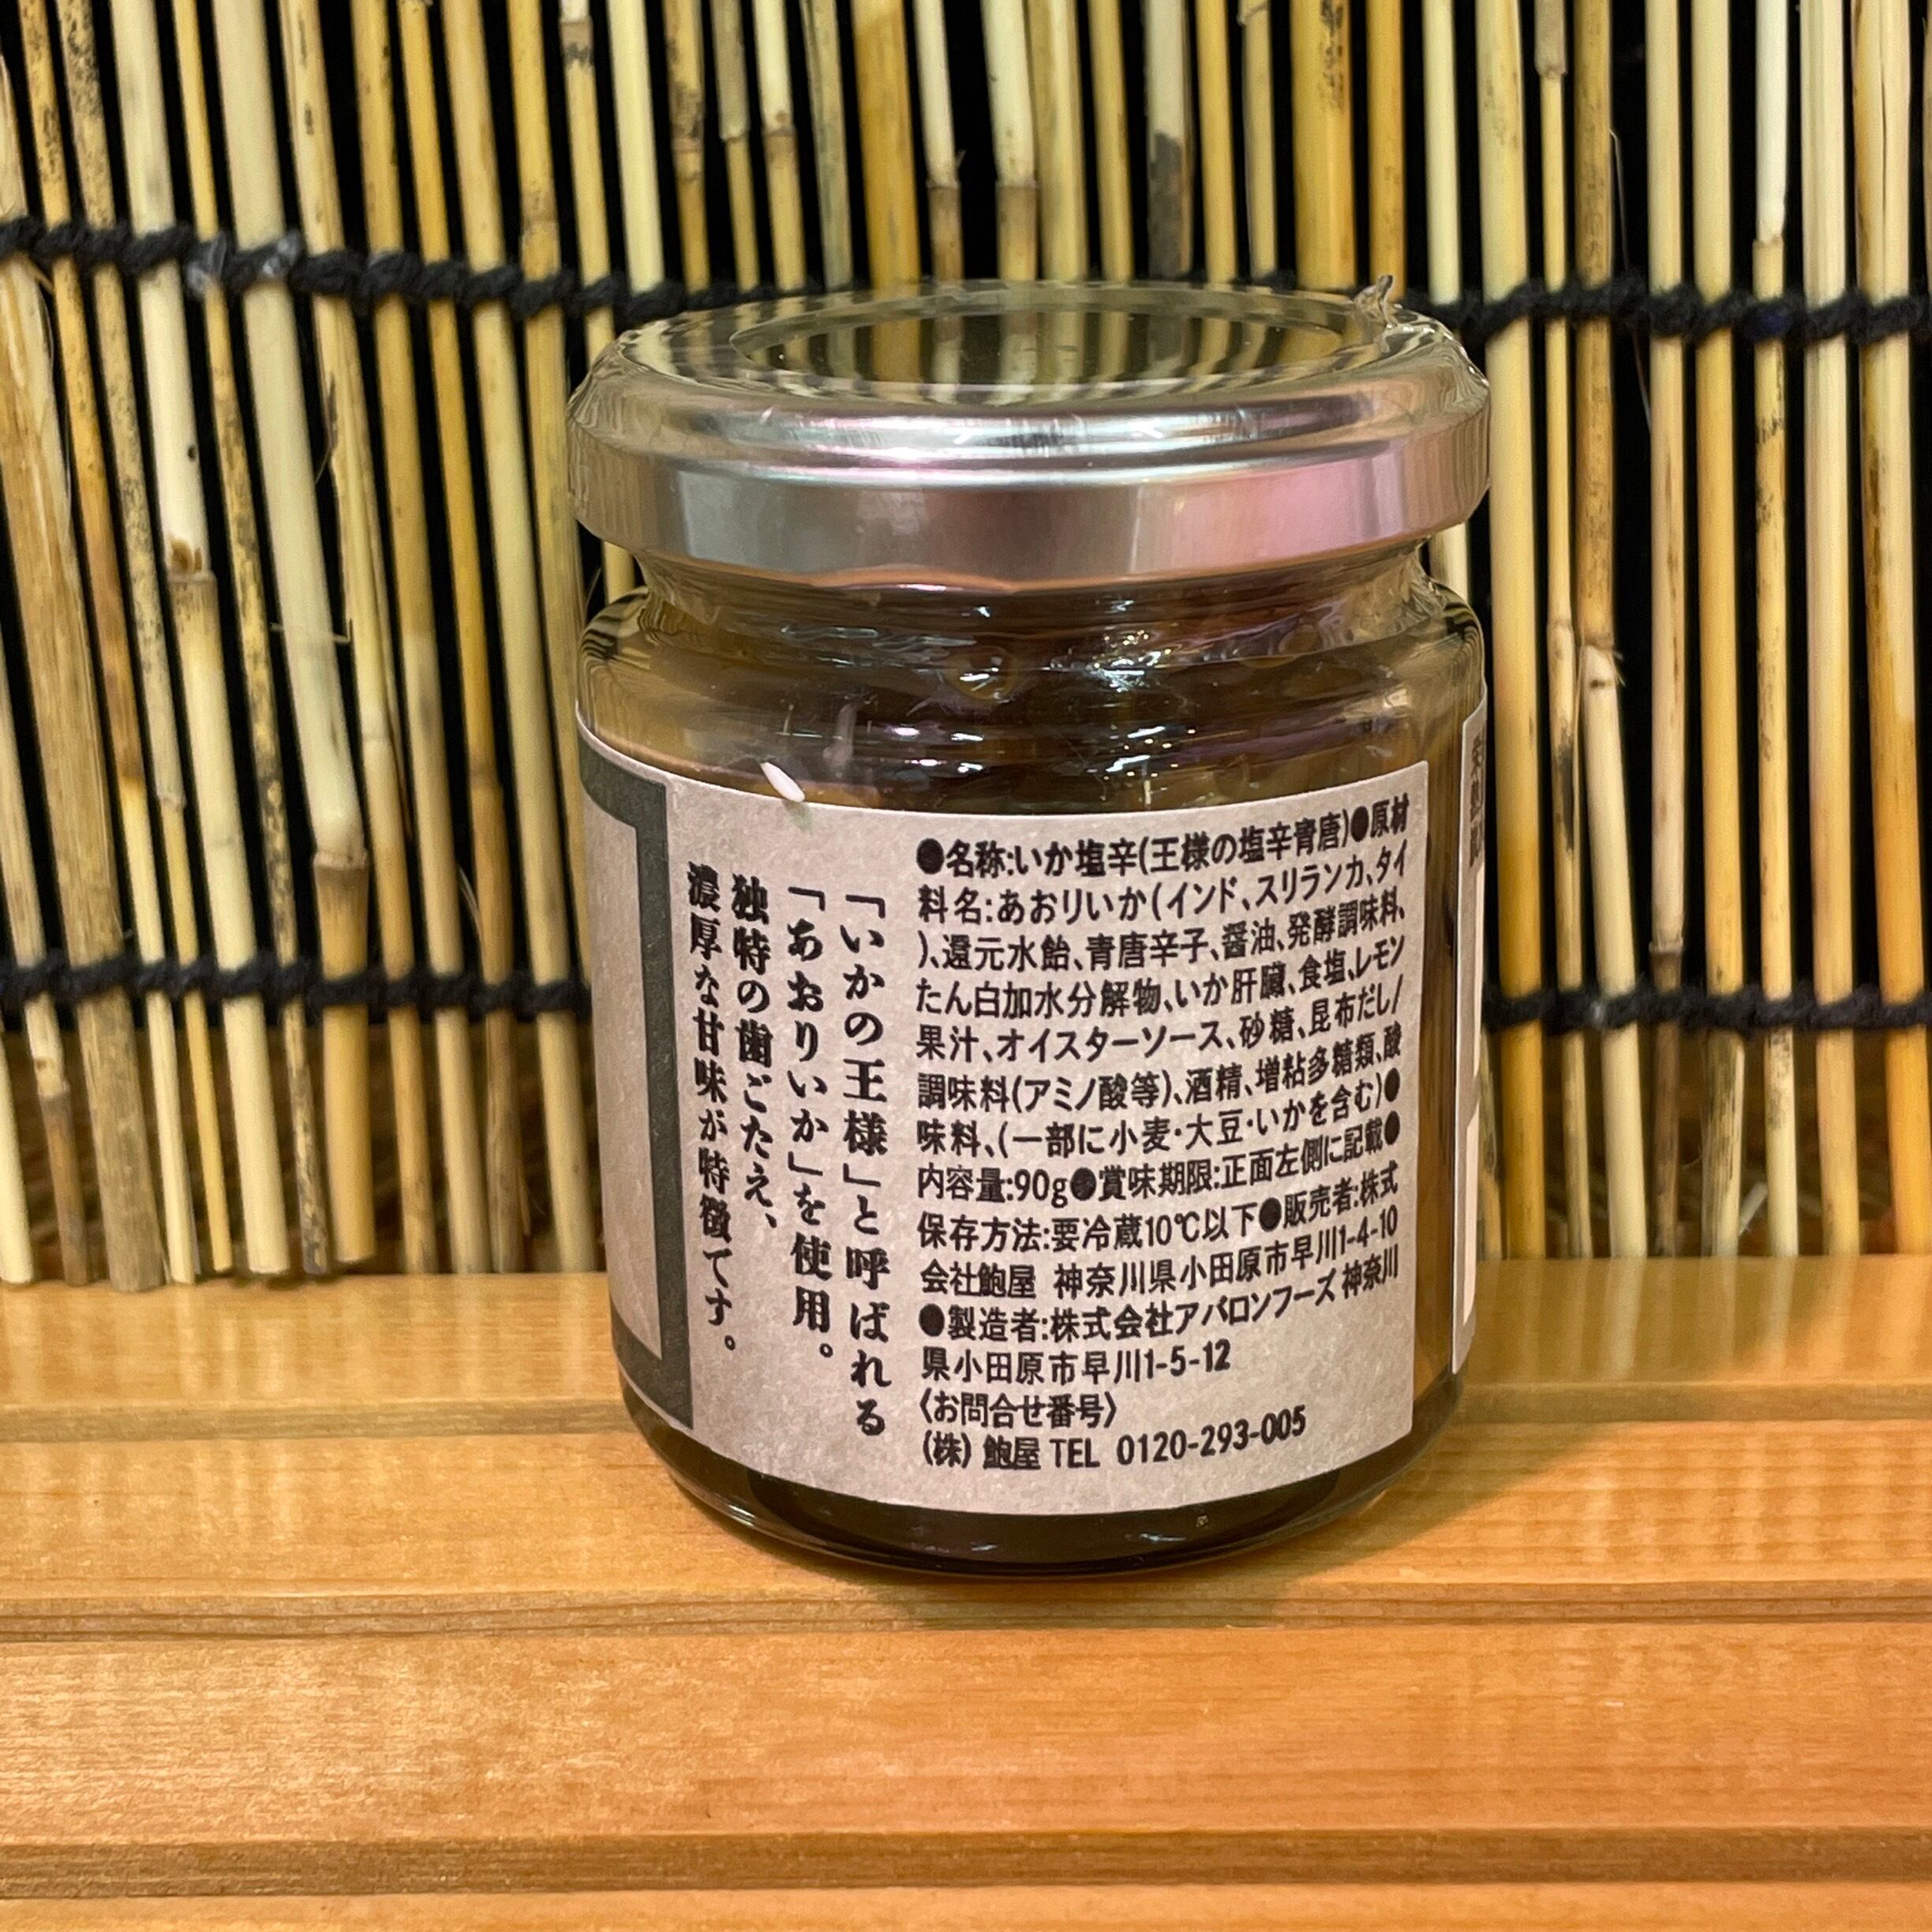 「いかの王様」と呼ばれる
「あおりいか」を使用。
独特の歯ごたえ、
濃厚な甘味が特徴です。
●名称:いか塩辛(王様の塩辛青唐)●原材
料名:あおりいか(インド、スリランカ、タイ
)、還元水飴、青唐辛子、醤油、発酵調味料、
たん白加水分解物、いか肝臓、食塩、レモン
果汁、オイスターソース、砂糖、昆布だし/
調味料(アミノ酸等)、酒精、増粘多糖類、酸
味料、(一部に小麦・大豆・いかを含む)●
内容量:90g●賞味期限:正面左側に記載●
保存方法:要冷蔵10℃以下●販売者:株式
会社鮑屋 神奈川県小田原市早川1-4-10
●製造者:株式会社アバロンフーズ 神奈川
県小田原市早川1-5-12
〈お問合せ番号〉
(株) 鮑屋 TEL 0120-293-005